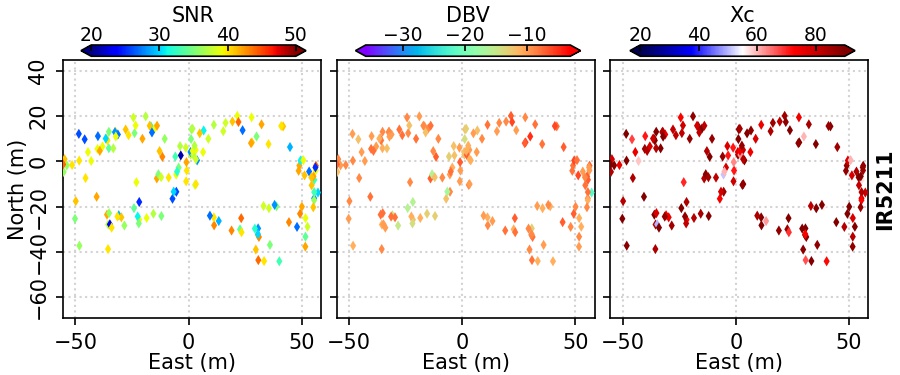 SNR DBV Xc
20 30 40 50 −30 −20 −10 20 40 60 80
40
20
0
−20
−40
−60
North (m)
−50 0 50 −50 0 50 −50 0 50
East (m) East (m) East (m)
IR5211